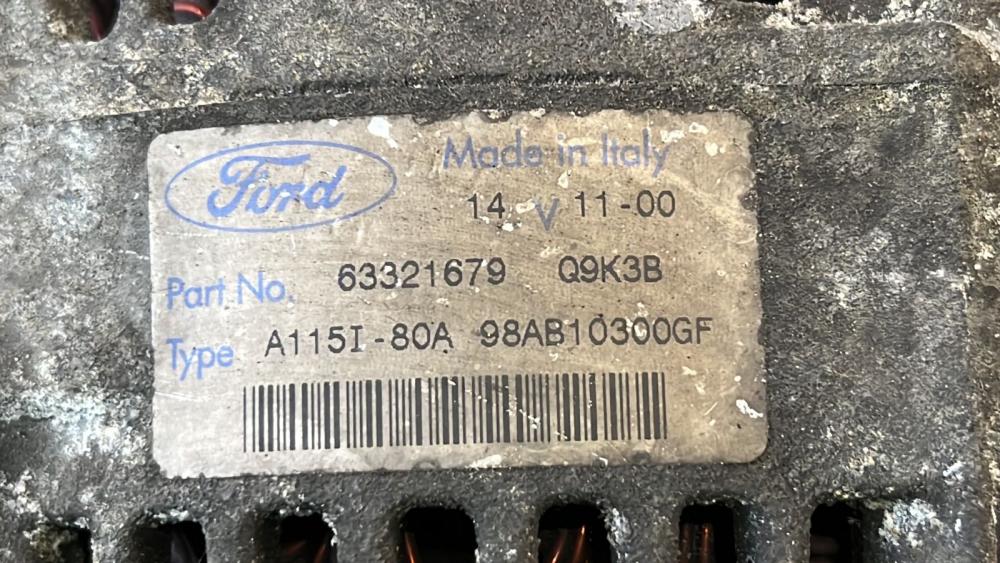 Ford
Made in Italy
14 V 11-00
Part No. 63321679 Q9K3B
Type A115I-80A 98AB10300GF